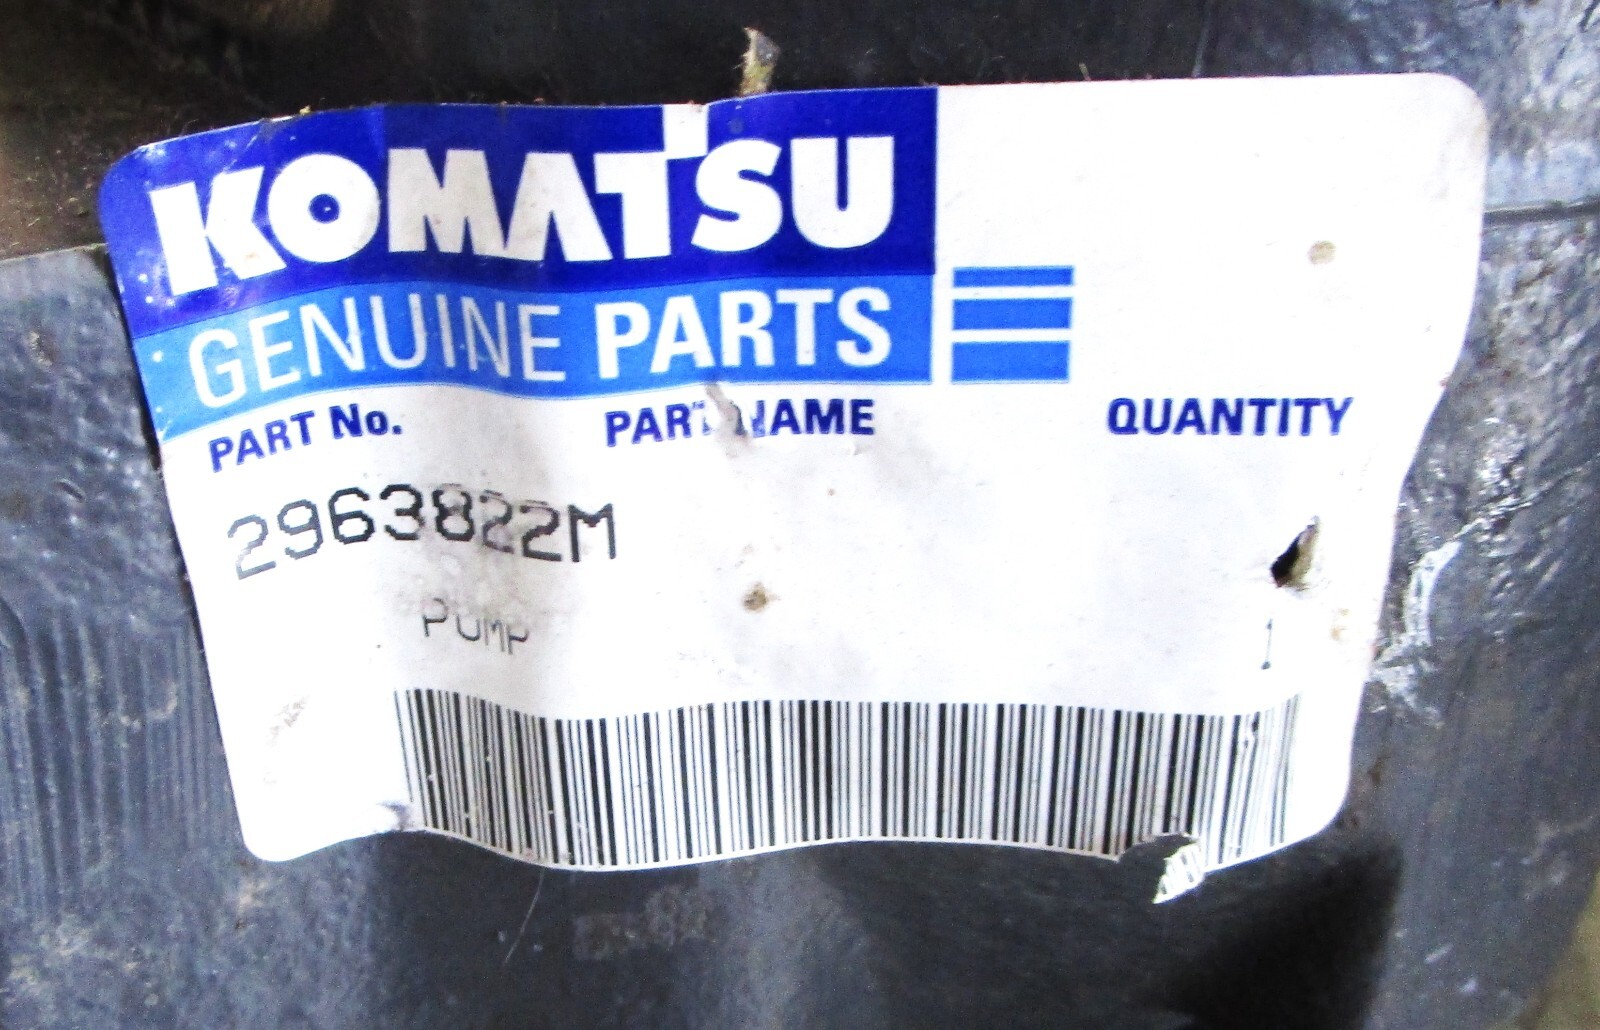 KOMATSU
GENUINE PARTS
PART No. PART NAME QUANTITY
2963822M
PUMP
1